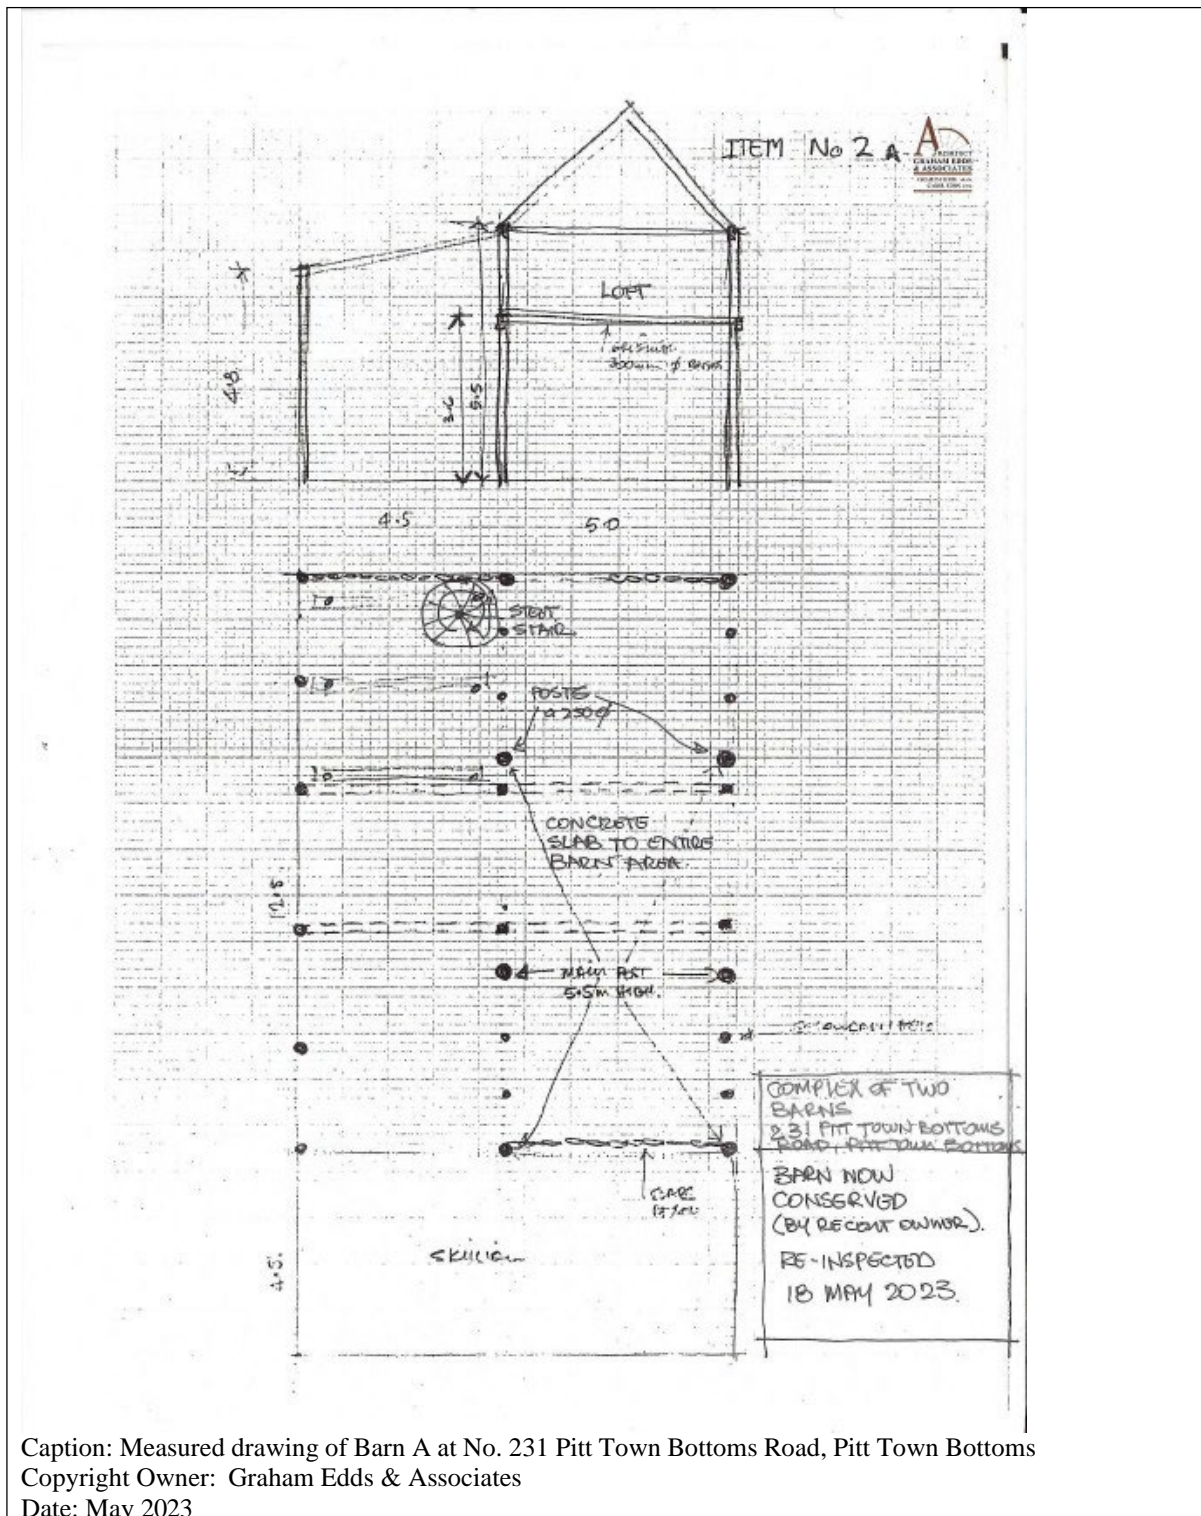 ITEM No 2 A
ARCHITECT
GRAHAM EDDS
& ASSOCIATES
LOFT
300mm ϕ
4.8
3.6
5.5
4.5
5.0
STAIR
POSTS
250ϕ
CONCRETE
SLAB TO ENTIRE
BARN AREA.
12.5
MAIN POST
5.5m HIGH.
COMPLEX OF TWO
BARNS
231 PITT TOWN BOTTOMS
ROAD, PITT TOWN BOTTOMS
BARN NOW
CONSERVED
(BY RECENT OWNER).
RE-INSPECTED
18 MAY 2023.
Skillion
4.5
Caption: Measured drawing of Barn A at No. 231 Pitt Town Bottoms Road, Pitt Town Bottoms
Copyright Owner: Graham Edds & Associates
Date: May 2023